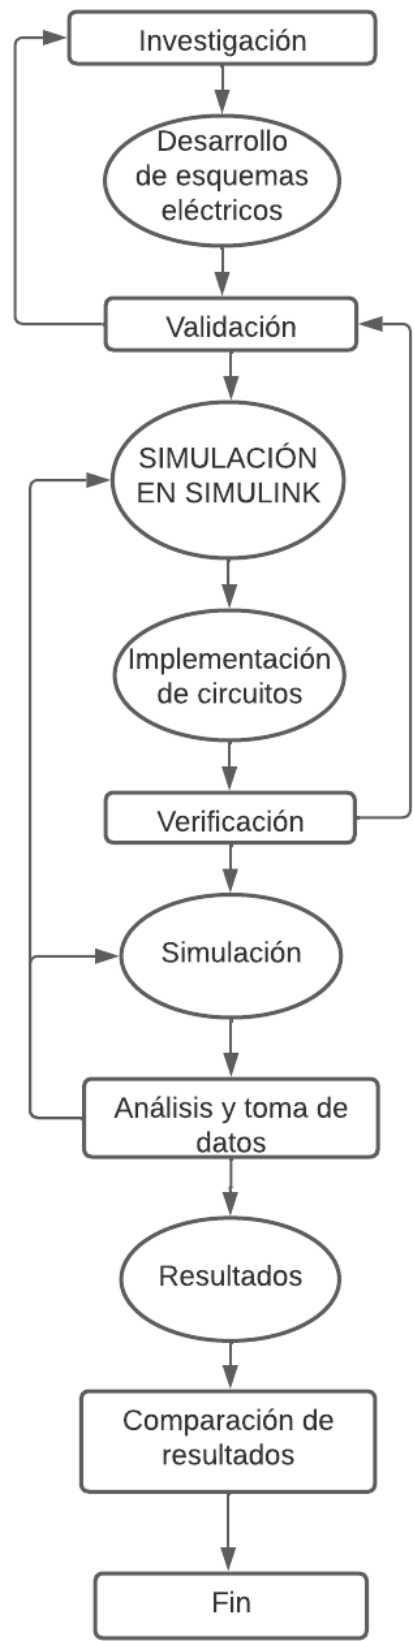 Investigación
Desarrollo
de esquemas
eléctricos
Validación
SIMULACIÓN
EN SIMULINK
Implementación
de circuitos
Verificación
Simulación
Análisis y toma de
datos
Resultados
Comparación de
resultados
Fin